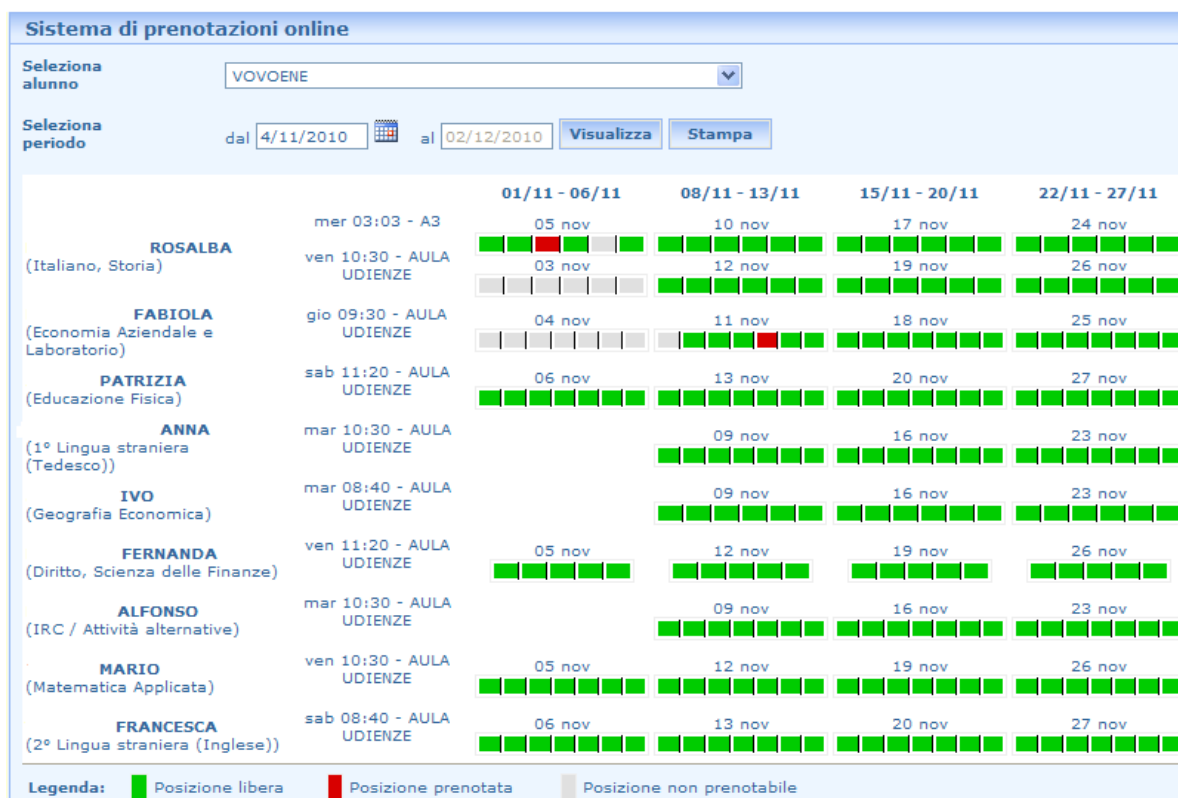 Sistema di prenotazioni online
Seleziona alunno VOVOENE
Seleziona periodo dal 4/11/2010 al 02/12/2010 Visualizza Stampa
01/11 - 06/11 08/11 - 13/11 15/11 - 20/11 22/11 - 27/11
mer 03:03 - A3 05 nov 10 nov 17 nov 24 nov
ROSALBA
(Italiano, Storia)
ven 10:30 - AULA UDIENZE 03 nov 12 nov 19 nov 26 nov
FABIOLA
(Economia Aziendale e
Laboratorio)
gio 09:30 - AULA UDIENZE 04 nov 11 nov 18 nov 25 nov
PATRIZIA
(Educazione Fisica)
sab 11:20 - AULA UDIENZE 06 nov 13 nov 20 nov 27 nov
ANNA
(1° Lingua straniera
(Tedesco))
mar 10:30 - AULA UDIENZE 09 nov 16 nov 23 nov
IVO
(Geografia Economica)
mar 08:40 - AULA UDIENZE 09 nov 16 nov 23 nov
FERNANDA
(Diritto, Scienza delle Finanze)
ven 11:20 - AULA UDIENZE 05 nov 12 nov 19 nov 26 nov
ALFONSO
(IRC / Attività alternative)
mar 10:30 - AULA UDIENZE 09 nov 16 nov 23 nov
MARIO
(Matematica Applicata)
ven 10:30 - AULA UDIENZE 05 nov 12 nov 19 nov 26 nov
FRANCESCA
(2° Lingua straniera (Inglese))
sab 08:40 - AULA UDIENZE 06 nov 13 nov 20 nov 27 nov
Legenda: Posizione libera Posizione prenotata Posizione non prenotabile